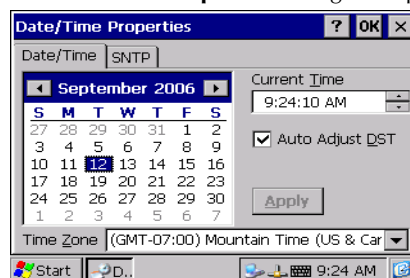 Date/Time Properties ? OK ×
Date/Time SNTP
September 2006
S M T W T F S
27 28 29 30 31 1 2
3 4 5 6 7 8 9
10 11 12 13 14 15 16
17 18 19 20 21 22 23
24 25 26 27 28 29 30
1 2 3 4 5 6 7
Current Time
9:24:10 AM
Auto Adjust DST
Apply
Time Zone (GMT-07:00) Mountain Time (US & Car
Start D.. 9:24 AM